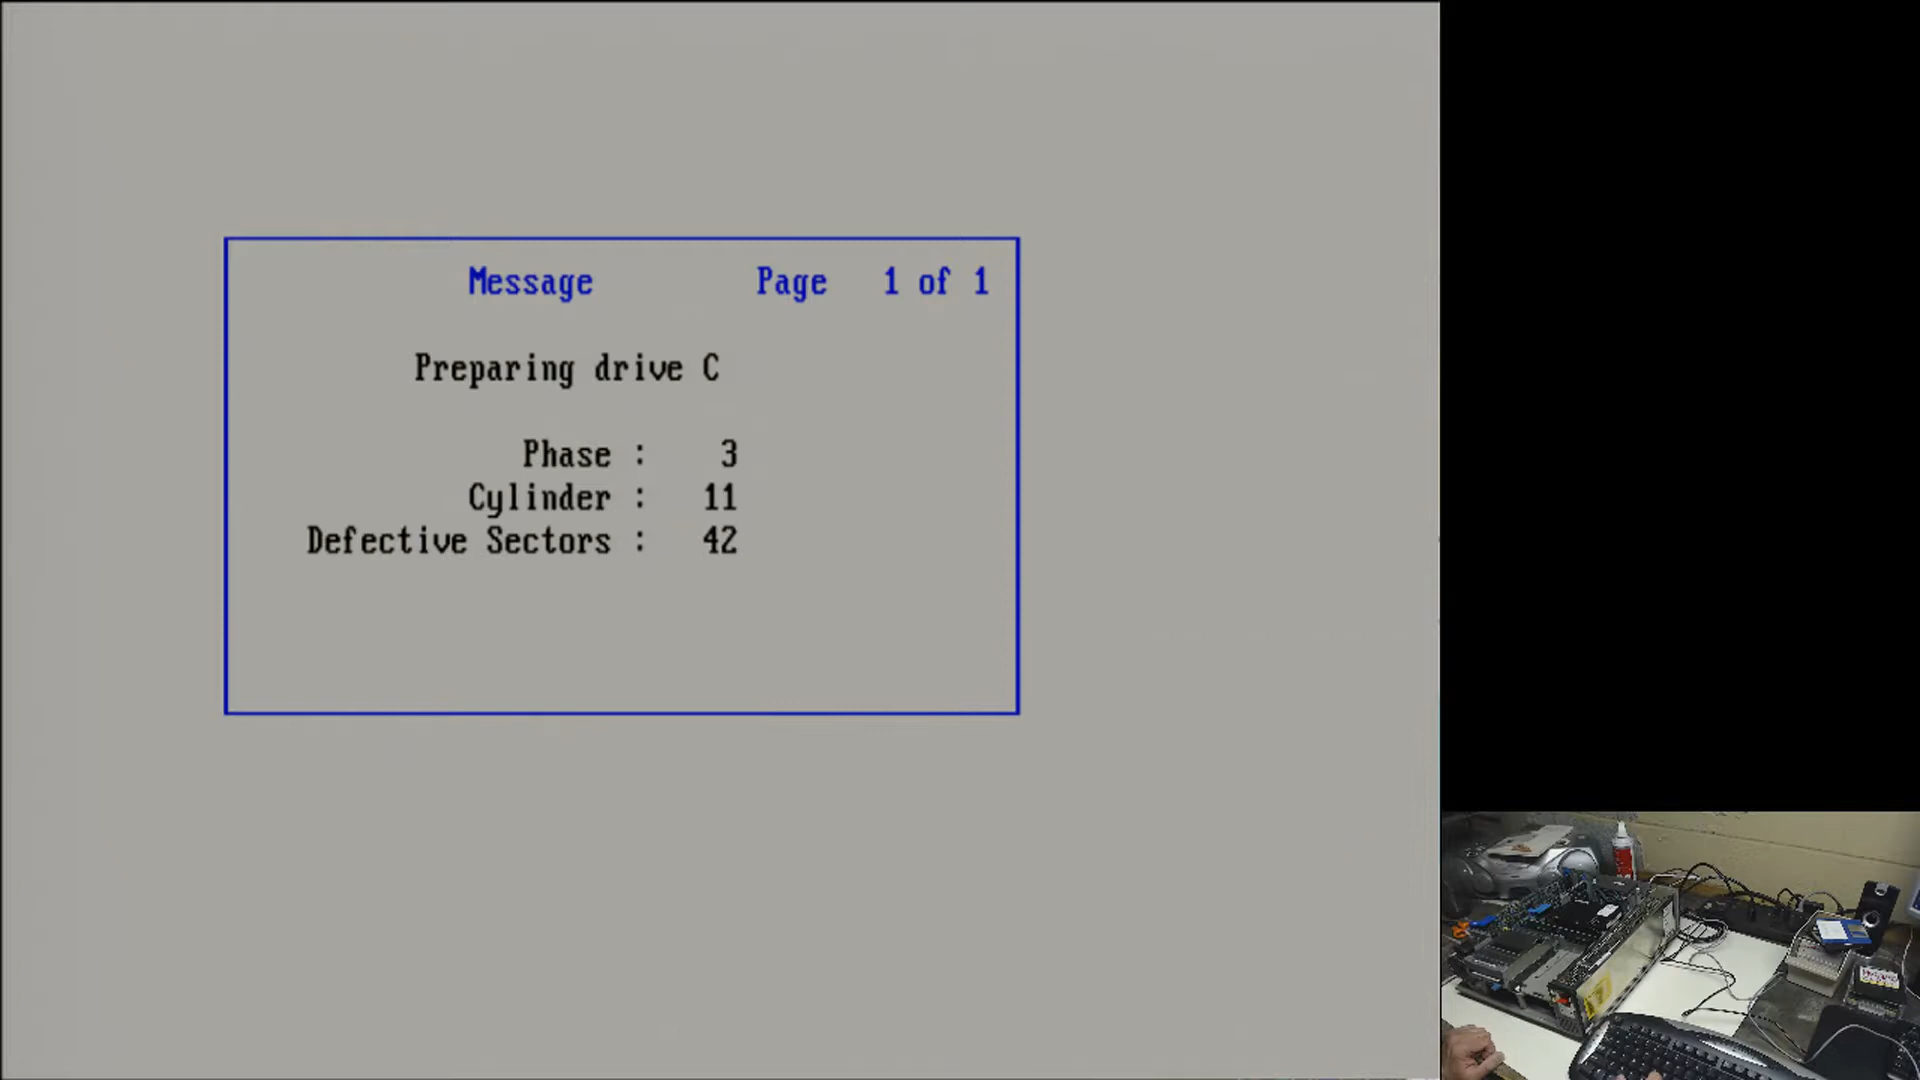 Message Page 1 of 1
Preparing drive C
Phase : 3
Cylinder : 11
Defective Sectors : 42